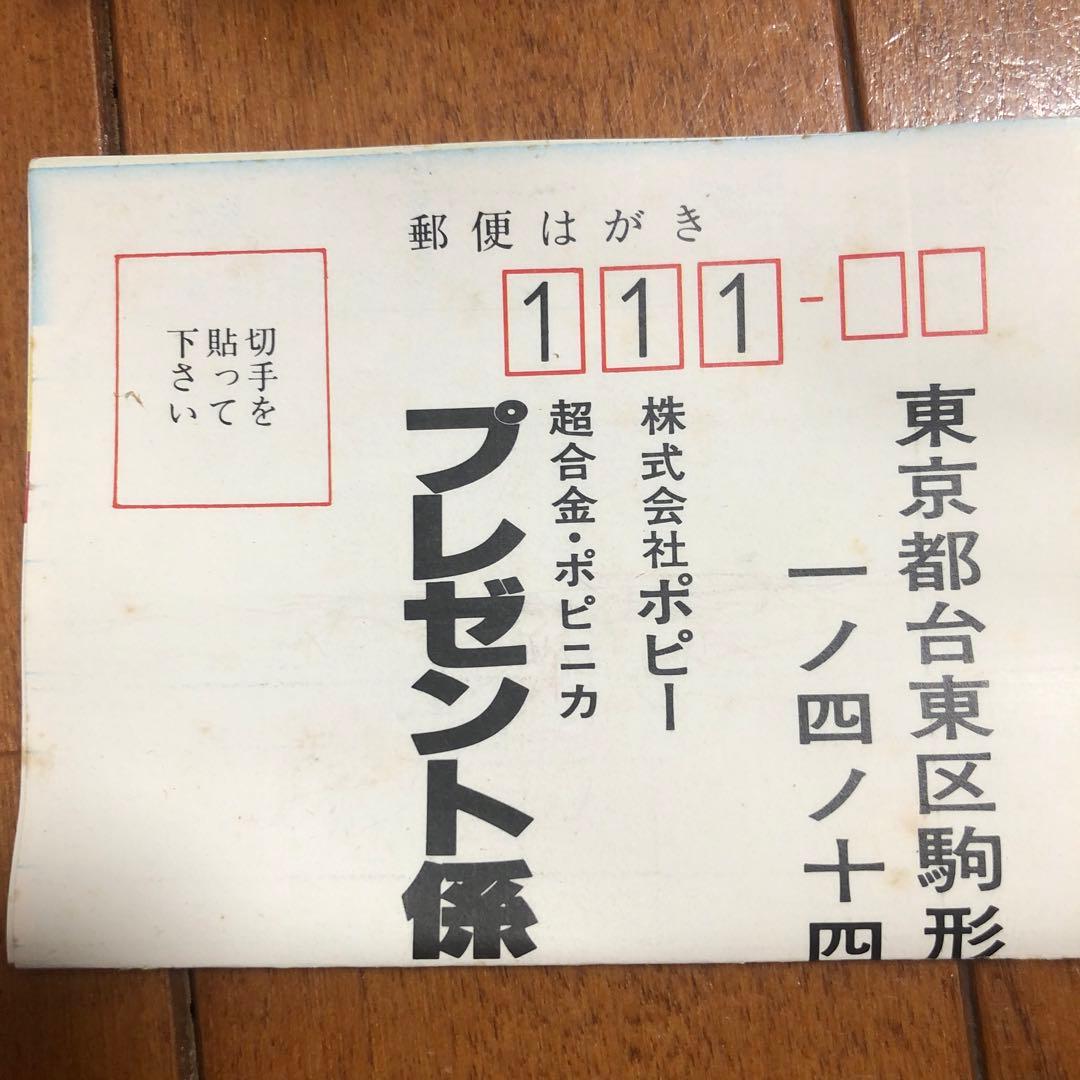 郵便はがき
111-
東京都台東区駒形
一ノ四ノ十四
株式会社ポピー
超合金・ポピニカ
プレゼント係
切手を
貼って
下さい